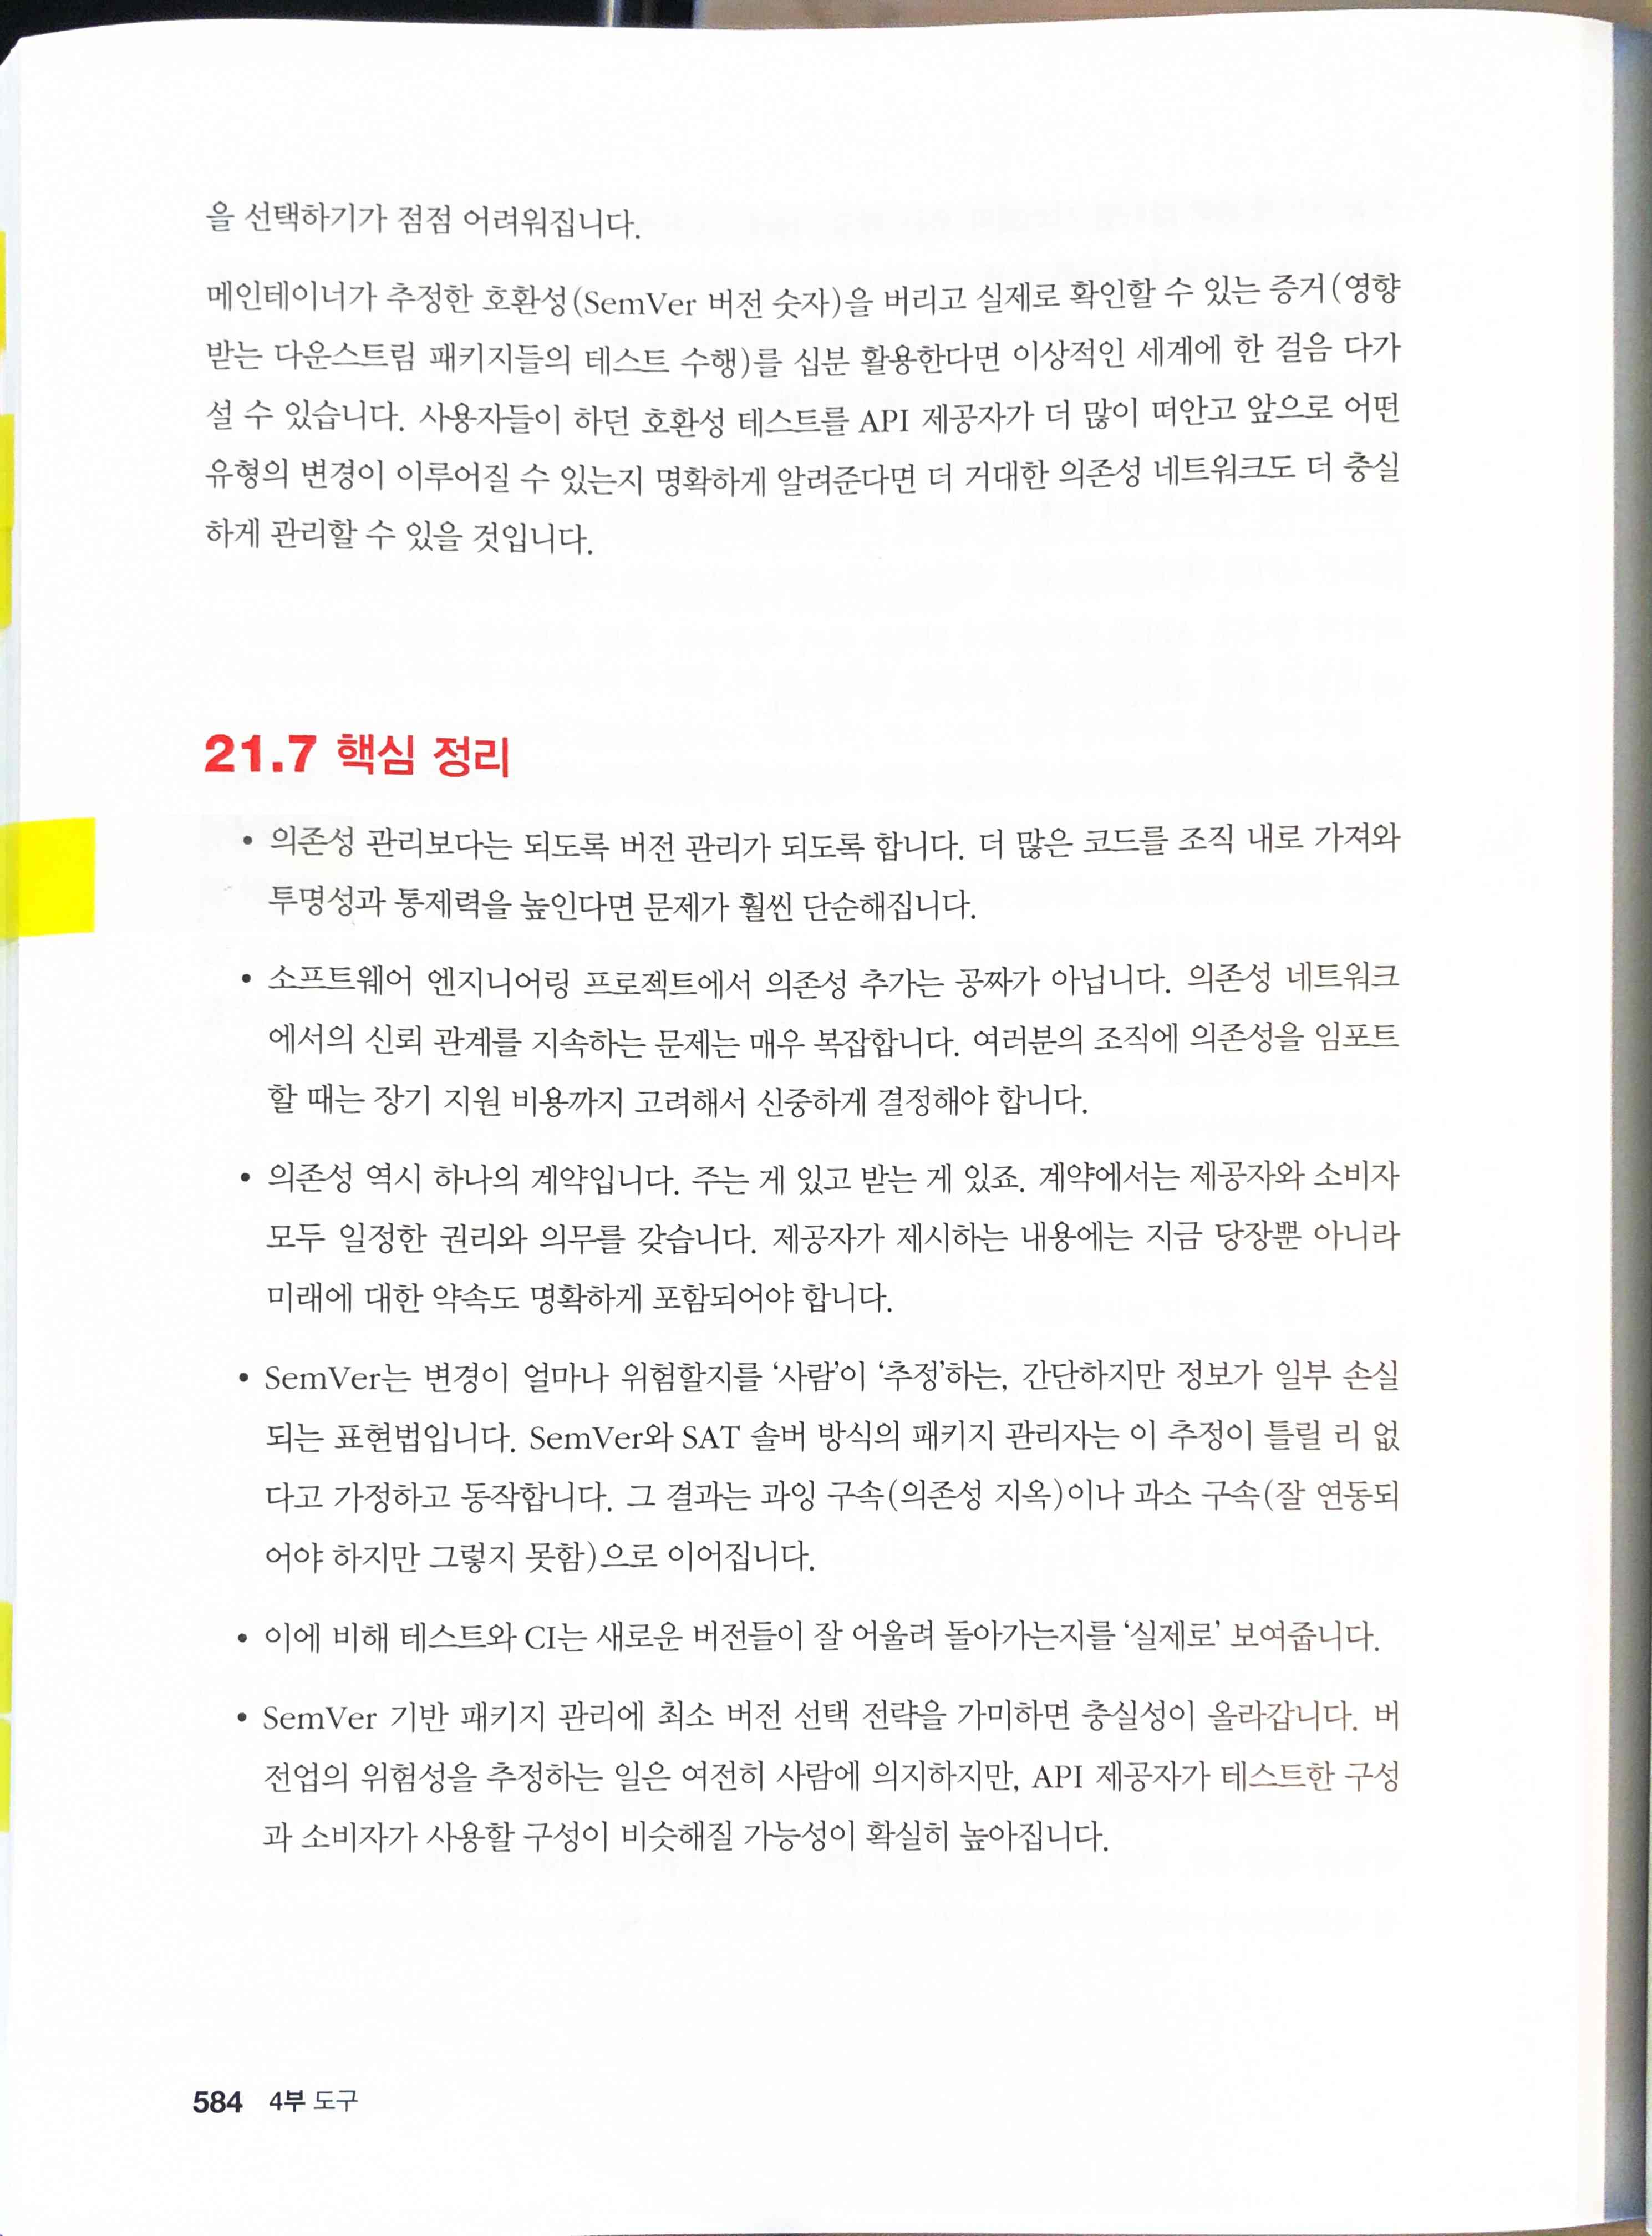 을 선택하기가 점점 어려워집니다.
메인테이너가 추정한 호환성(SemVer 버전 숫자)을 버리고 실제로 확인할 수 있는 증거(영향
받는 다운스트림 패키지들의 테스트 수행)를 십분 활용한다면 이상적인 세계에 한 걸음 다가
설 수 있습니다. 사용자들이 하던 호환성 테스트를 API 제공자가 더 많이 떠안고 앞으로 어떤
유형의 변경이 이루어질 수 있는지 명확하게 알려준다면 더 거대한 의존성 네트워크도 더 충실
하게 관리할 수 있을 것입니다.
21.7 핵심 정리
• 의존성 관리보다는 되도록 버전 관리가 되도록 합니다. 더 많은 코드를 조직 내로 가져와
투명성과 통제력을 높인다면 문제가 훨씬 단순해집니다.
• 소프트웨어 엔지니어링 프로젝트에서 의존성 추가는 공짜가 아닙니다. 의존성 네트워크
에서의 신뢰 관계를 지속하는 문제는 매우 복잡합니다. 여러분의 조직에 의존성을 임포트
할 때는 장기 지원 비용까지 고려해서 신중하게 결정해야 합니다.
• 의존성 역시 하나의 계약입니다. 주는 게 있고 받는 게 있죠. 계약에서는 제공자와 소비자
모두 일정한 권리와 의무를 갖습니다. 제공자가 제시하는 내용에는 지금 당장뿐 아니라
미래에 대한 약속도 명확하게 포함되어야 합니다.
• SemVer는 변경이 얼마나 위험할지를 ‘사람’이 ‘추정’하는, 간단하지만 정보가 일부 손실
되는 표현법입니다. SemVer와 SAT 솔버 방식의 패키지 관리자는 이 추정이 틀릴 리 없
다고 가정하고 동작합니다. 그 결과는 과잉 구속(의존성 지옥)이나 과소 구속(잘 연동되
어야 하지만 그렇지 못함)으로 이어집니다.
• 이에 비해 테스트와 CI는 새로운 버전들이 잘 어울려 돌아가는지를 ‘실제로’ 보여줍니다.
• SemVer 기반 패키지 관리에 최소 버전 선택 전략을 가미하면 충실성이 올라갑니다. 버
전업의 위험성을 추정하는 일은 여전히 사람에 의지하지만, API 제공자가 테스트한 구성
과 소비자가 사용할 구성이 비슷해질 가능성이 확실히 높아집니다.
584 4부 도구